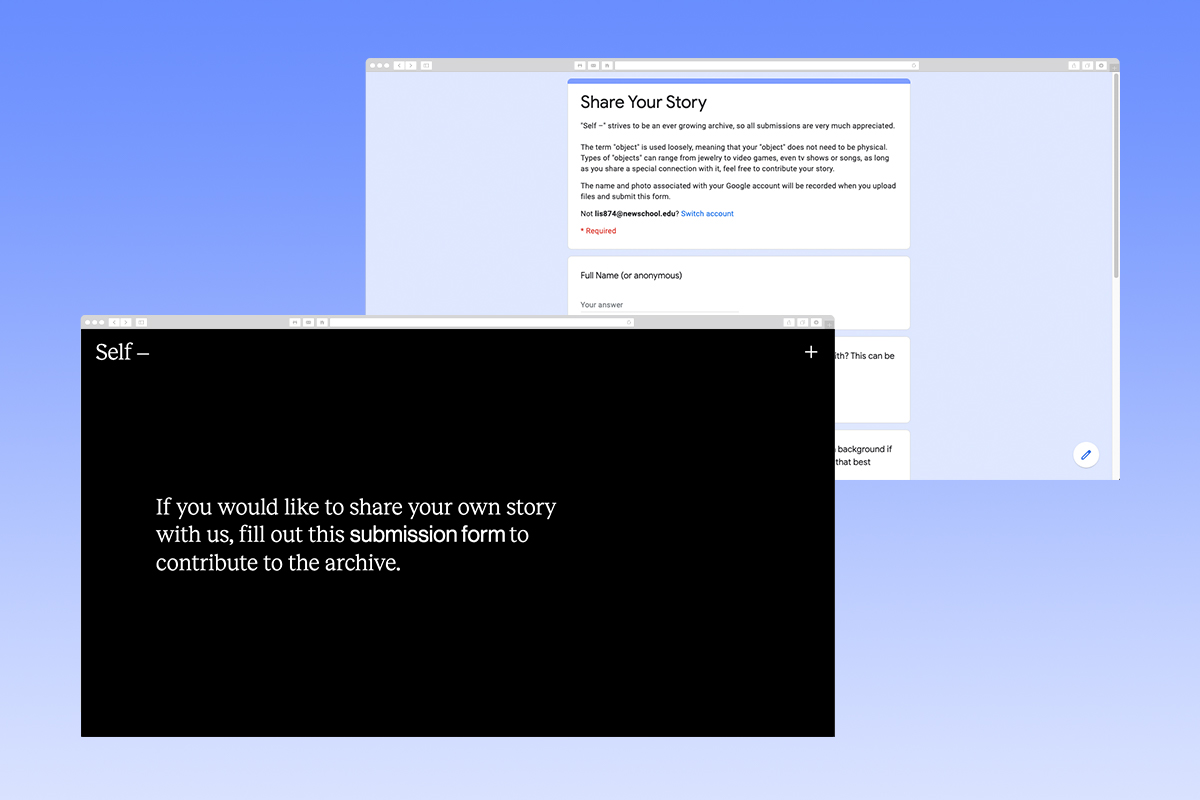 Share Your Story
"Self –" strives to be an ever growing archive, so all submissions are very much appreciated.
The term "object" is used loosely, meaning that your "object" does not need to be physical.
Types of "objects" can range from jewelry to video games, even tv shows or songs, as long
as you share a special connection with it, feel free to contribute your story.
The name and photo associated with your Google account will be recorded when you upload
files and submit this form.
Not lis874@newschool.edu? Switch account
* Required
Full Name (or anonymous)
Your answer
ith? This can be
background if
that best
Self –
If you would like to share your own story
with us, fill out this submission form to
contribute to the archive.